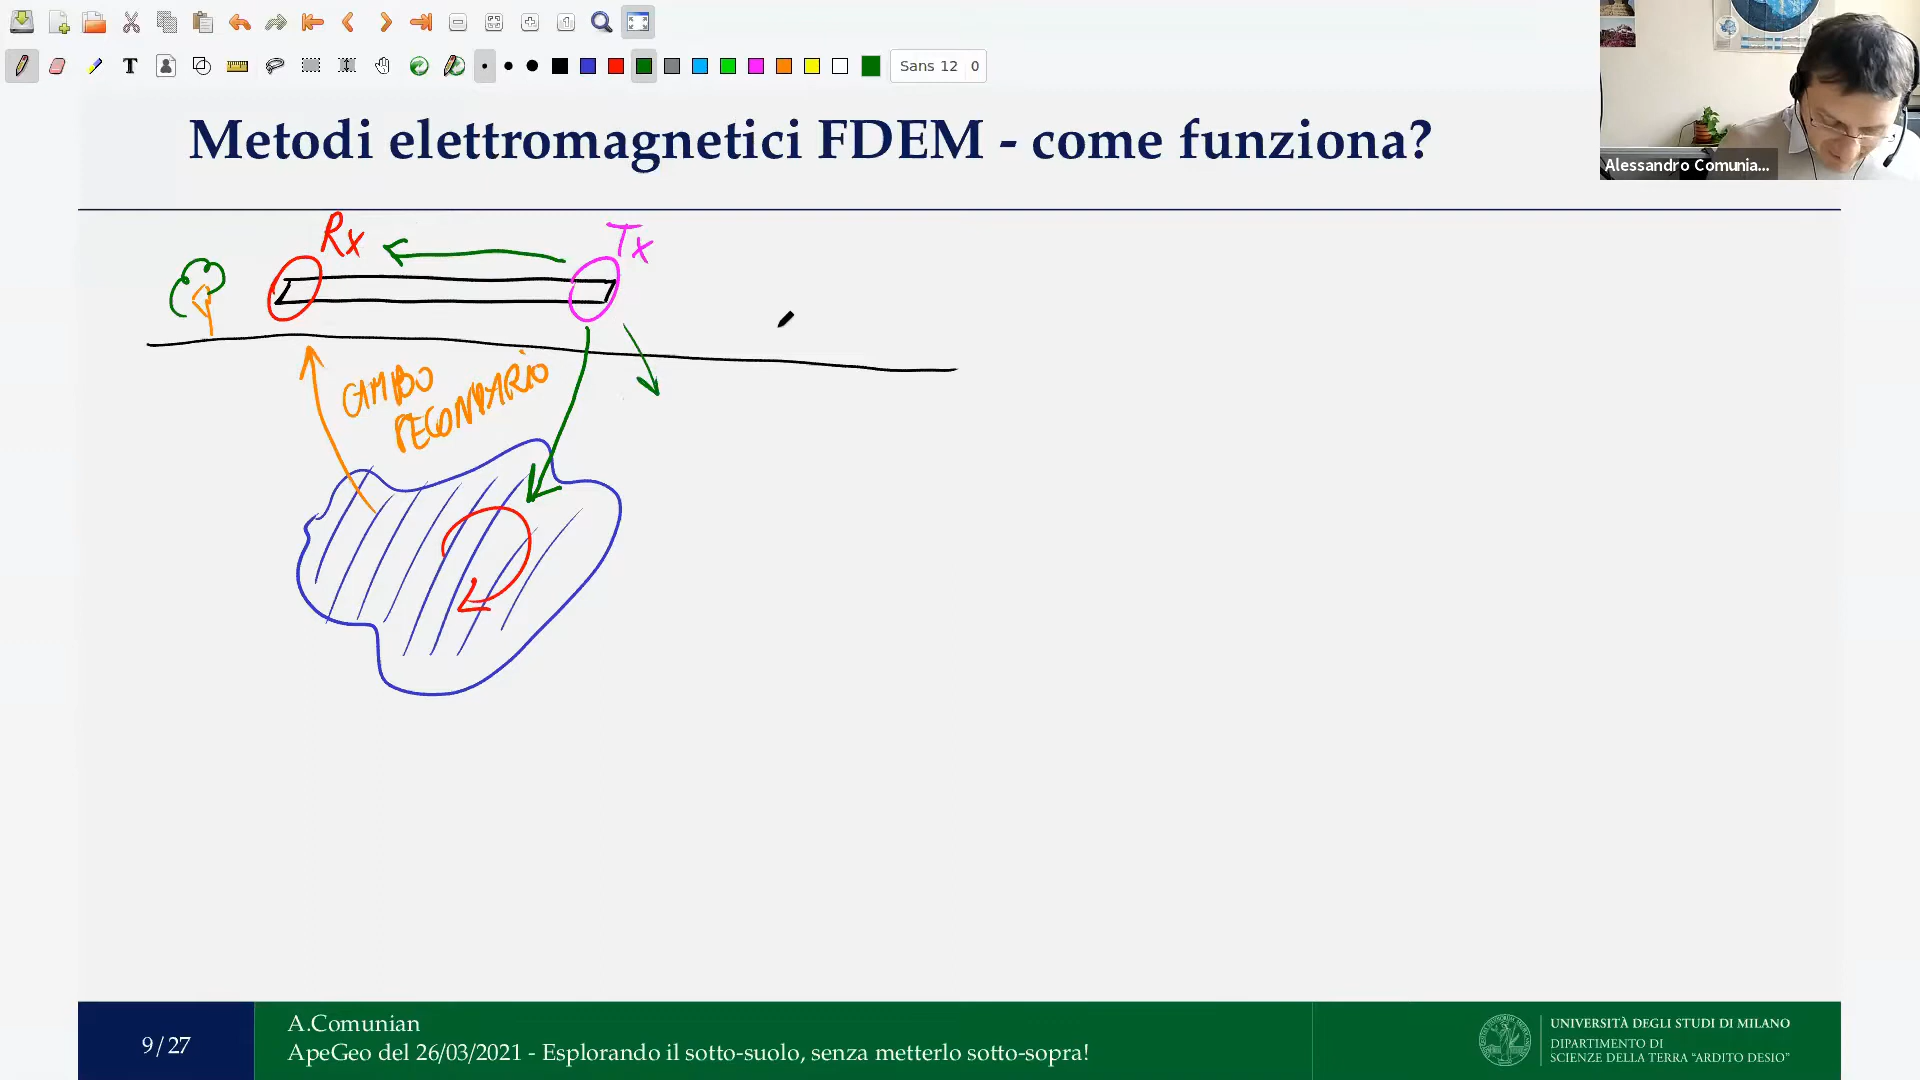 Sans 12 0
Alessandro Comunia...
Metodi elettromagnetici FDEM - come funziona?
Rx
Tx
CAMPO
SECONDARIO
9/27
A.Comunian
ApeGeo del 26/03/2021 - Esplorando il sotto-suolo, senza metterlo sotto-sopra!
UNIVERSITÀ DEGLI STUDI DI MILANO
DIPARTIMENTO DI
SCIENZE DELLA TERRA “ARDITO DESIO”